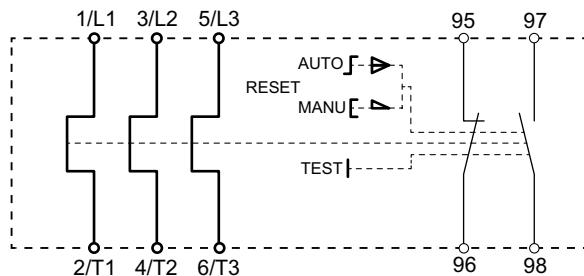 1/L1 3/L2 5/L3 95 97
AUTO
RESET
MANU
TEST
2/T1 4/T2 6/T3 96 98